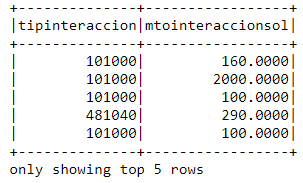 +--------------+-----------------+
|tipinteraccion|mtointeraccionsol|
+--------------+-----------------+
|        101000|         160.0000|
|        101000|        2000.0000|
|        101000|         100.0000|
|        481040|         290.0000|
|        101000|         100.0000|
+--------------+-----------------+
only showing top 5 rows